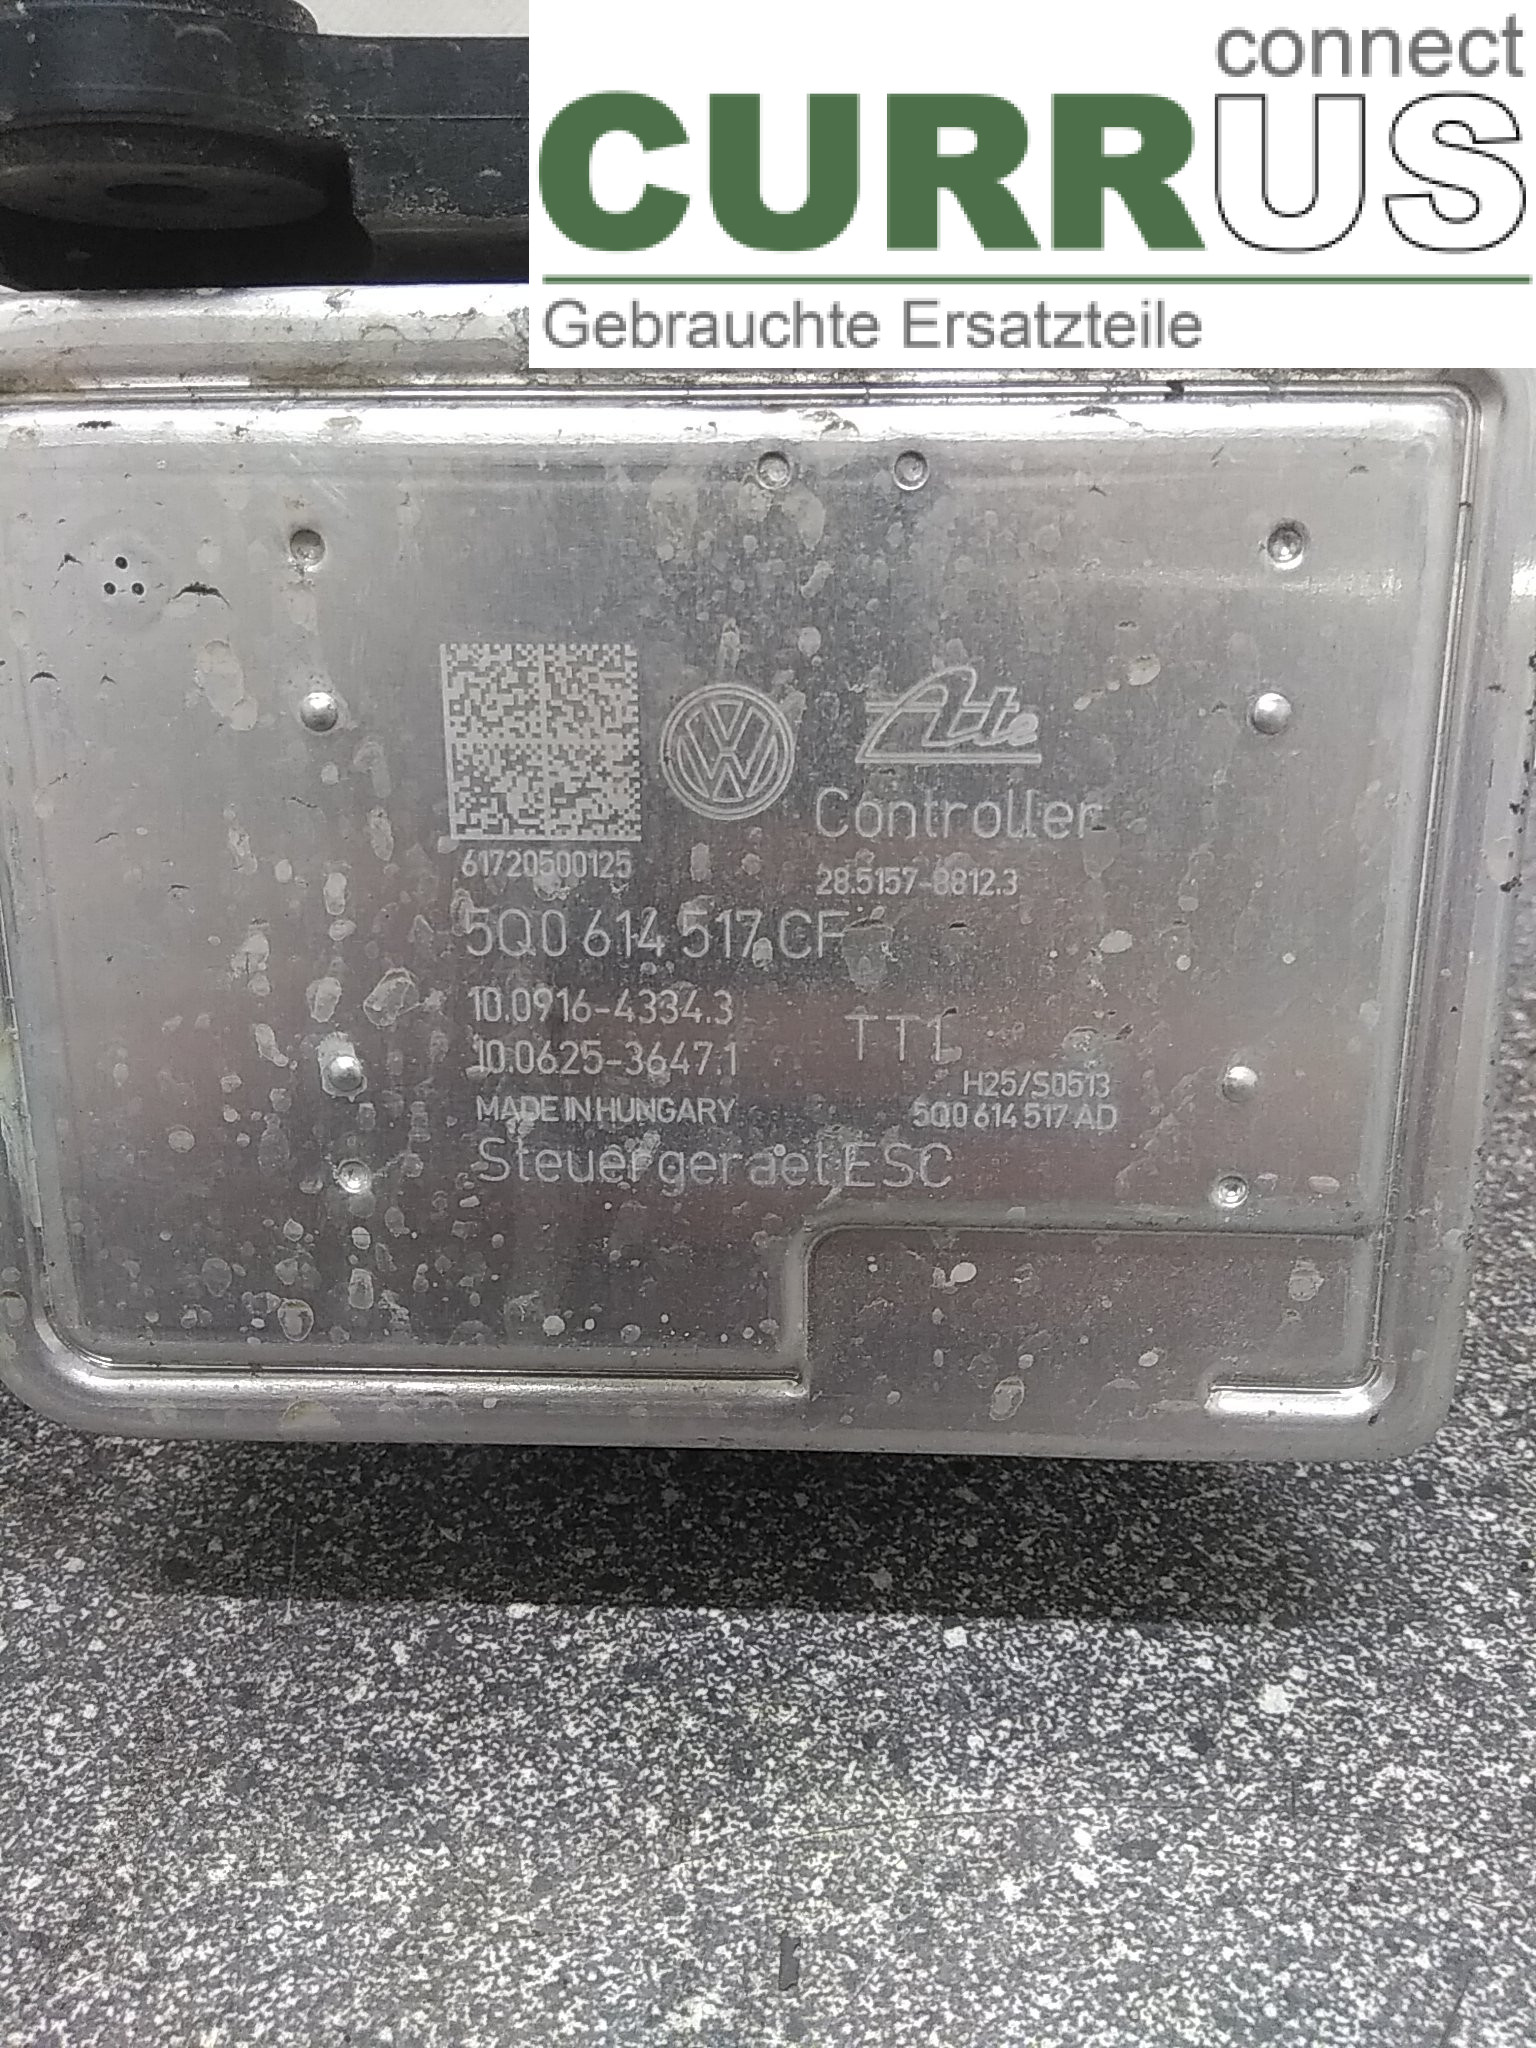 connect
CURRUS
Gebrauchte Ersatzteile
Ate
Controller
61720500125
28.5157-8812.3
5Q0 614 517 CF
10.0916-4334.3
10.0625-3647.1
TT1
H25/S0513
MADE IN HUNGARY
5Q0 614 517 AD
Steuergeraet ESC